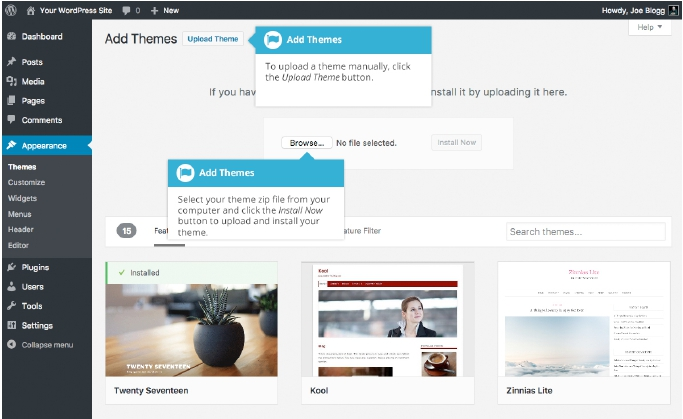 Your WordPress Site 0 + New Howdy, Joe Blogg
Help
Dashboard
Posts
Media
Pages
Comments
Appearance
Themes
Customize
Widgets
Menus
Header
Editor
Plugins
Users
Tools
Settings
Collapse menu
Add Themes Upload Theme
Add Themes
To upload a theme manually, click
the Upload Theme button.
If you have
nstall it by uploading it here.
Browse... No file selected. Install Now
Add Themes
Select your theme zip file from your
computer and click the Install Now
button to upload and install your
theme.
15 Feat
ature Filter Search themes...
Installed
TWENTY SEVENTEEN
Twenty Seventeen
Kool
Blog
Kool
Zinnias Lite
Zinnias Lite